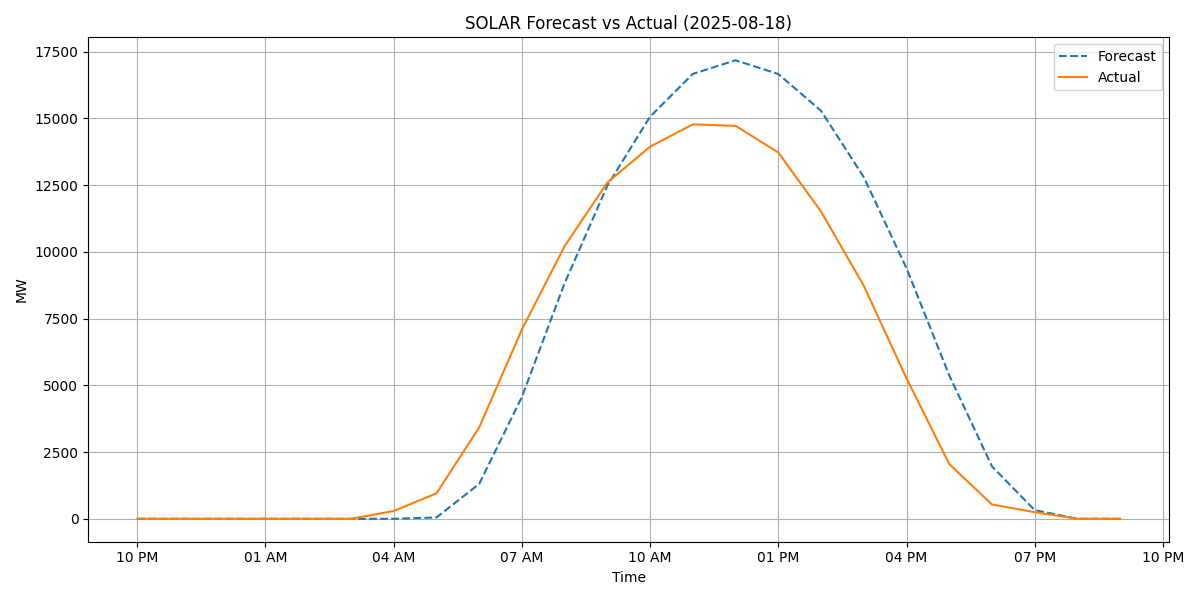 SOLAR Forecast vs Actual (2025-08-18)
Forecast
Actual
MW
17500
15000
12500
10000
7500
5000
2500
0
10 PM 01 AM 04 AM 07 AM 10 AM 01 PM 04 PM 07 PM 10 PM
Time